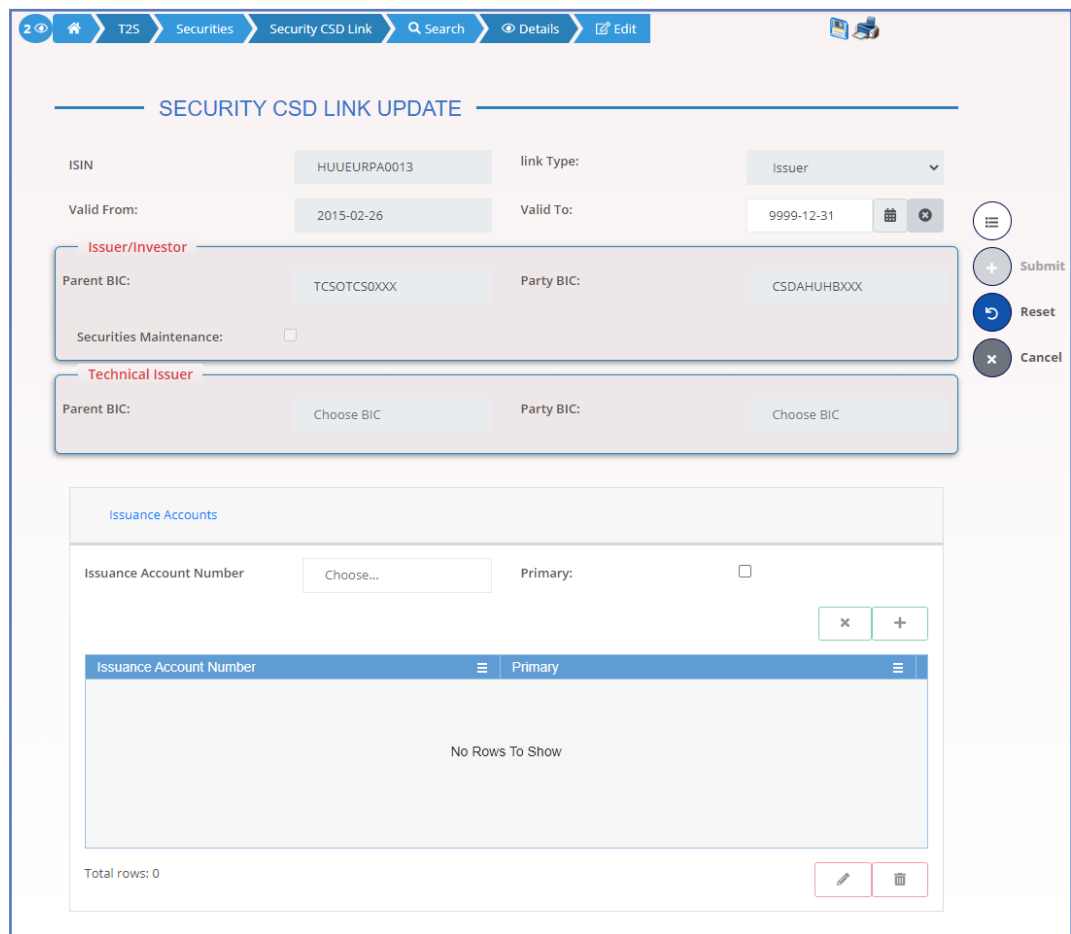 2 T2S Securities Security CSD Link Search Details Edit
SECURITY CSD LINK UPDATE
ISIN HUUEURPA0013 link Type: Issuer
Valid From: 2015-02-26 Valid To: 9999-12-31
Issuer/Investor
Parent BIC: TCSOTCS0XXX Party BIC: CSDAHUHBXXX
Submit
Reset
Securities Maintenance:
Cancel
Technical Issuer
Parent BIC: Choose BIC Party BIC: Choose BIC
Issuance Accounts
Issuance Account Number Choose... Primary:
Issuance Account Number Primary
No Rows To Show
Total rows: 0